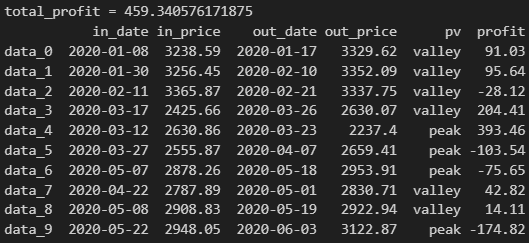 total_profit = 459.340576171875
in_date in_price out_date out_price pv profit
data_0 2020-01-08 3238.59 2020-01-17 3329.62 valley 91.03
data_1 2020-01-30 3256.45 2020-02-10 3352.09 valley 95.64
data_2 2020-02-11 3365.87 2020-02-21 3337.75 valley -28.12
data_3 2020-03-17 2425.66 2020-03-26 2630.07 valley 204.41
data_4 2020-03-12 2630.86 2020-03-23 2237.4 peak 393.46
data_5 2020-03-27 2555.87 2020-04-07 2659.41 peak -103.54
data_6 2020-05-07 2878.26 2020-05-18 2953.91 peak -75.65
data_7 2020-04-22 2787.89 2020-05-01 2830.71 valley 42.82
data_8 2020-05-08 2908.83 2020-05-19 2922.94 valley 14.11
data_9 2020-05-22 2948.05 2020-06-03 3122.87 peak -174.82